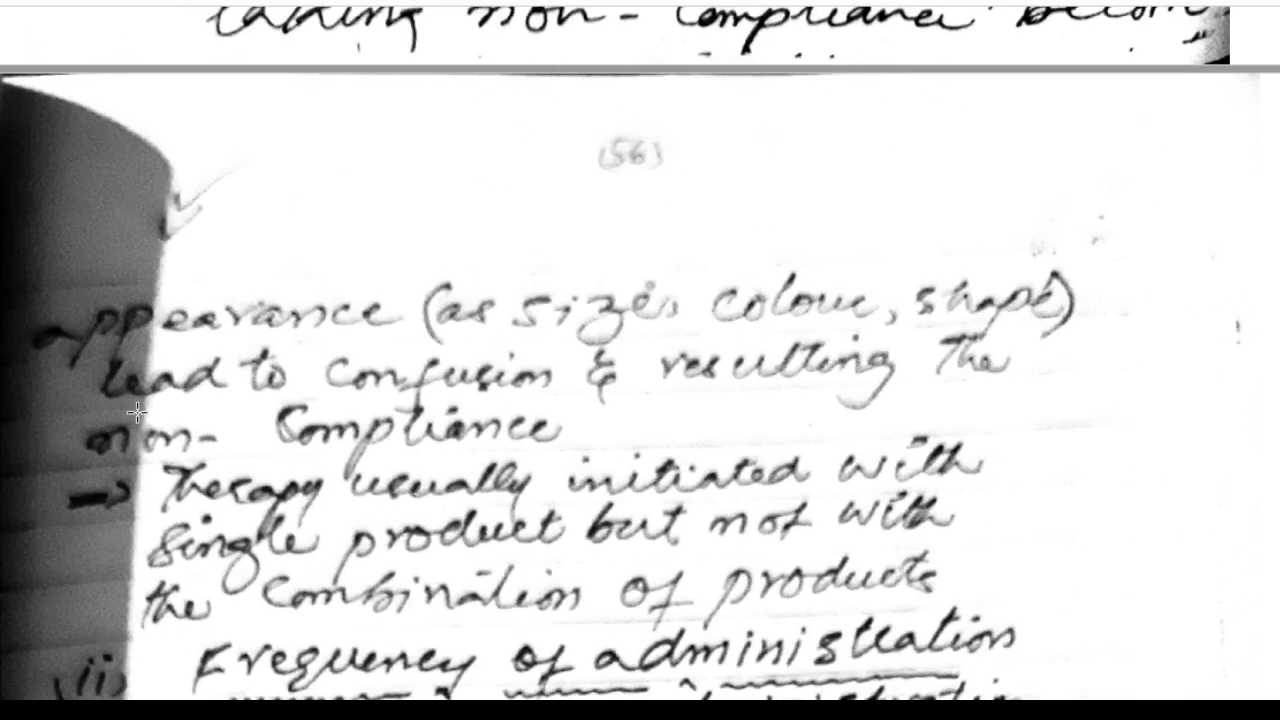 taking non-compliance
(56)
appearance (as size, colour, shape)
lead to confusion & resulting the
non-compliance
→ Therapy usually initiated with
single product but not with
the combination of products
(ii) Frequency of administration